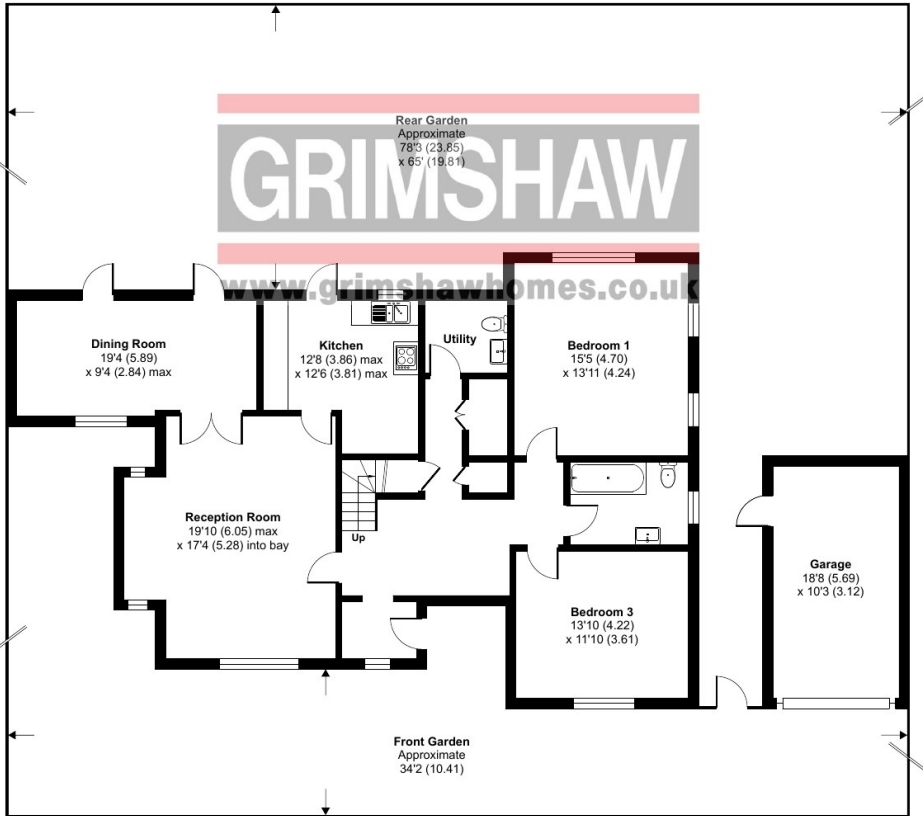 Rear Garden
Approximate
78'3 (23.85)
x 65' (19.81)
GRIMSHAW
www.grimshawhomes.co.uk
Dining Room
19'4 (5.89)
x 9'4 (2.84) max
Kitchen
12'8 (3.86) max
x 12'6 (3.81) max
Utility
Bedroom 1
15'5 (4.70)
x 13'11 (4.24)
Reception Room
19'10 (6.05) max
x 17'4 (5.28) into bay
Up
Garage
18'8 (5.69)
x 10'3 (3.12)
Bedroom 3
13'10 (4.22)
x 11'10 (3.61)
Front Garden
Approximate
34'2 (10.41)